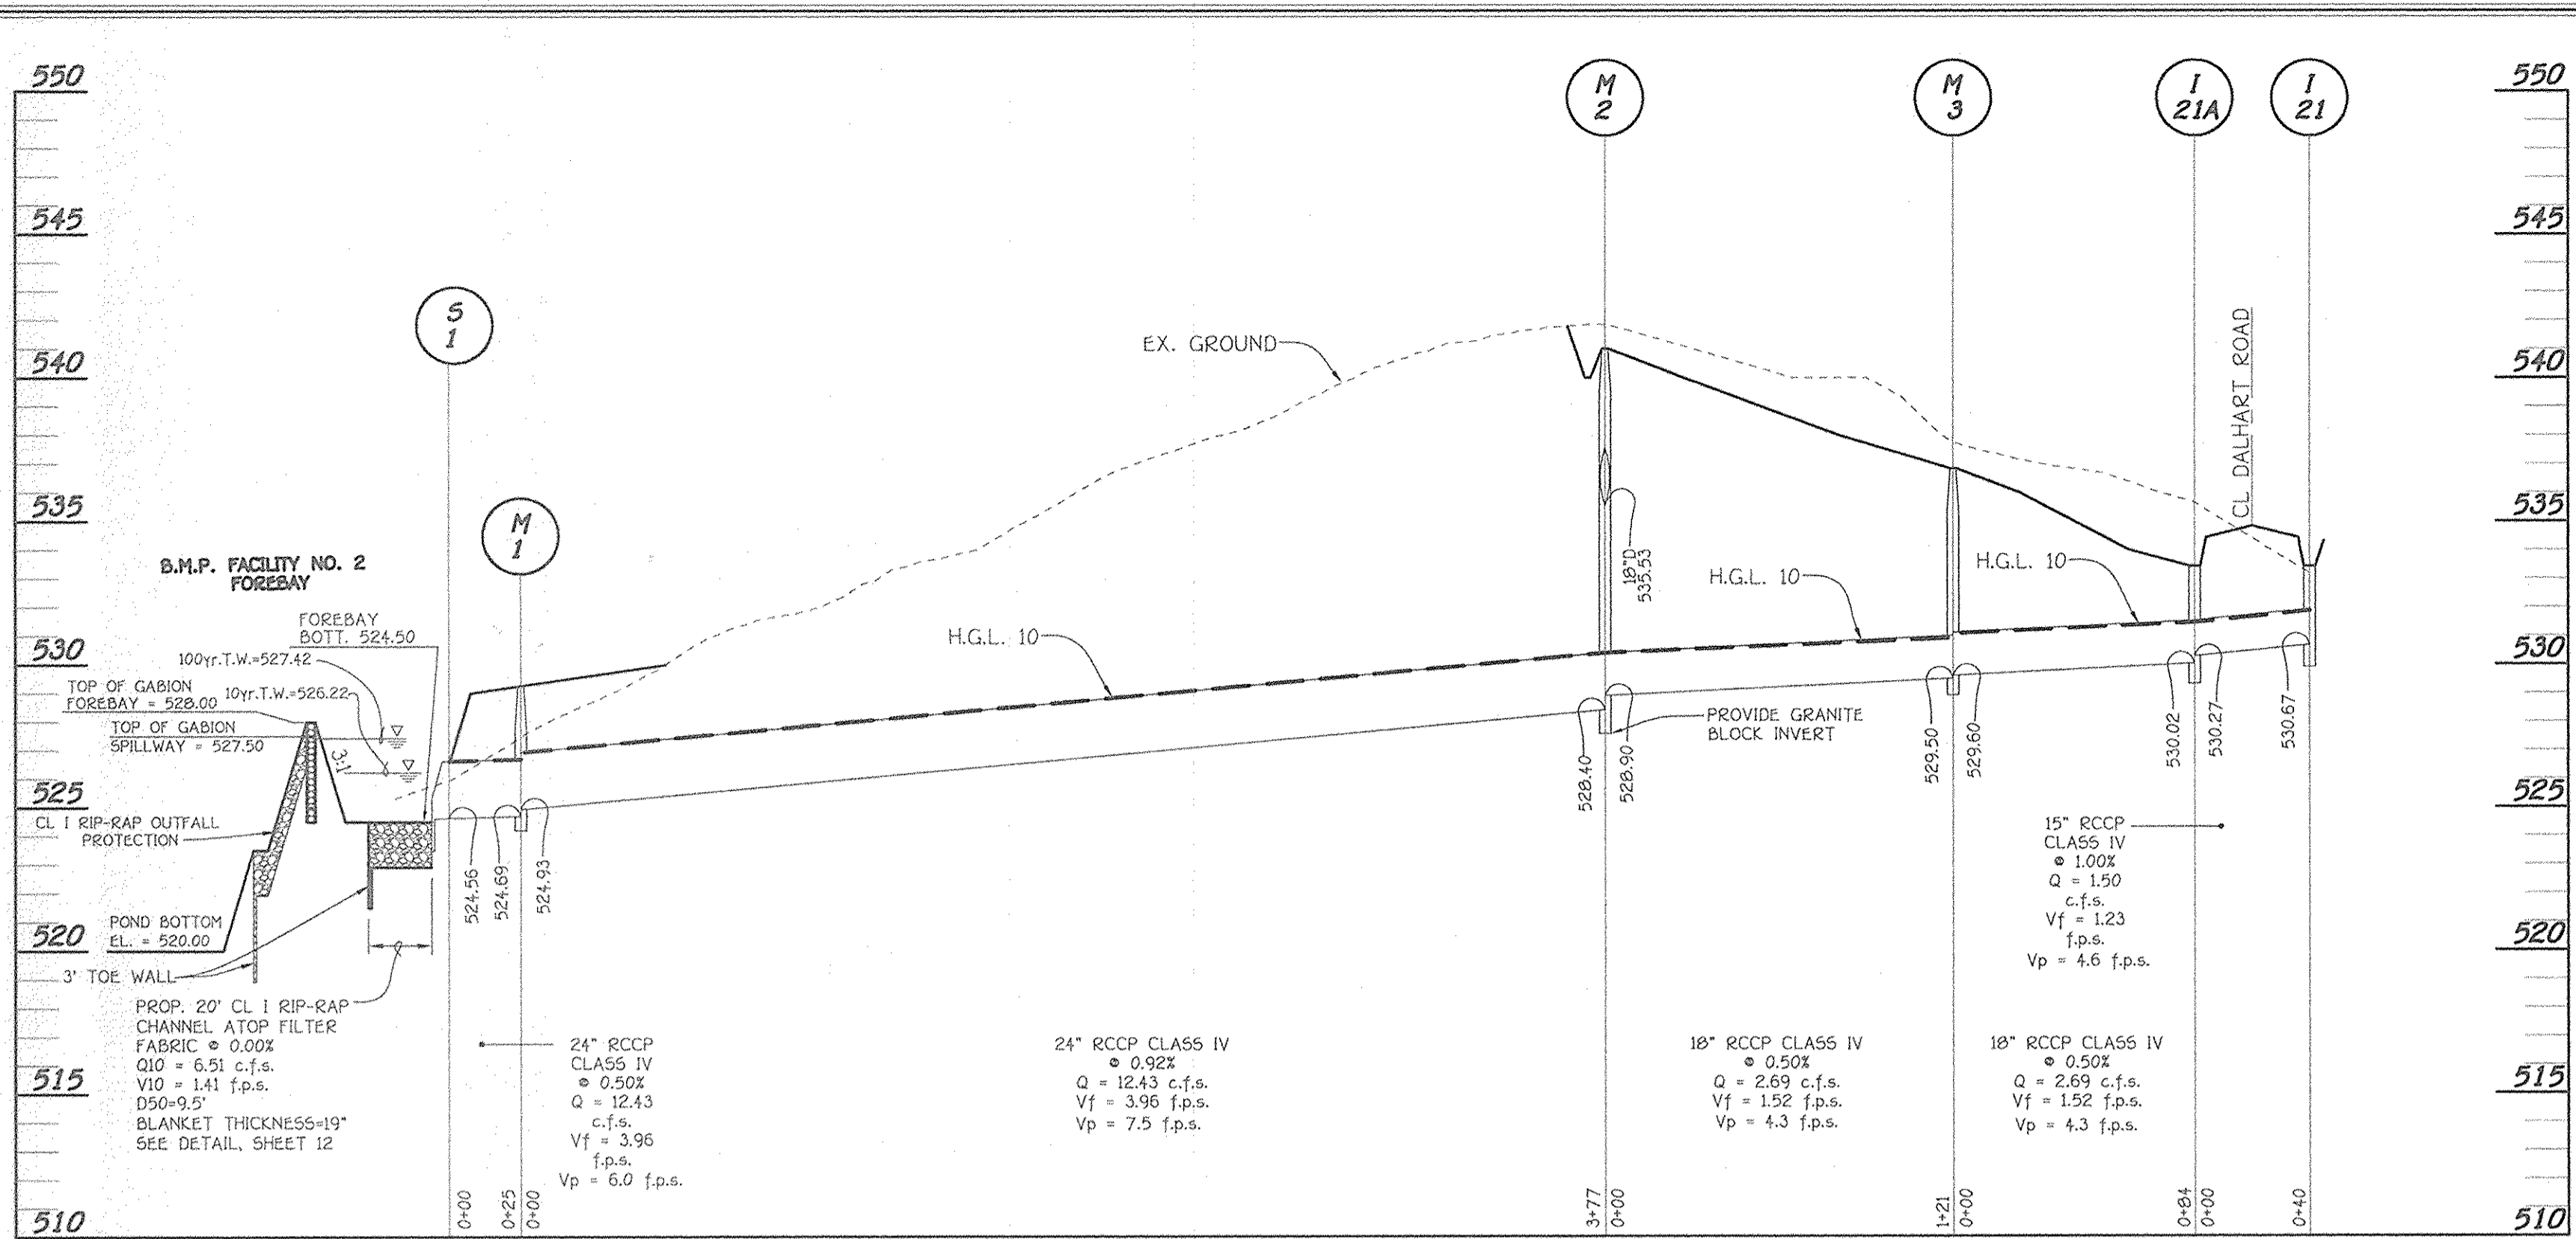 550
545
540
535
530
525
520
515
510
S
1
M
1
M
2
M
3
I
21A
I
21
550
545
540
535
530
525
520
515
510
EX. GROUND
CL DALHART ROAD
B.M.P. FACILITY NO. 2
FOREBAY
FOREBAY
BOTT. 524.50
100yr.T.W.=527.42
TOP OF GABION
FOREBAY = 528.00
10yr.T.W.=526.22
TOP OF GABION
SPILLWAY = 527.50
3:1
CL I RIP-RAP OUTFALL
PROTECTION
POND BOTTOM
EL. = 520.00
3' TOE WALL
PROP. 20' CL I RIP-RAP
CHANNEL ATOP FILTER
FABRIC @ 0.00%
Q10 = 6.51 c.f.s.
V10 = 1.41 f.p.s.
D50=9.5'
BLANKET THICKNESS=19"
SEE DETAIL, SHEET 12
H.G.L. 10
H.G.L. 10
H.G.L. 10
18"D
535.53
PROVIDE GRANITE
BLOCK INVERT
524.56
524.69
524.93
528.40
528.90
529.50
529.60
530.02
530.27
530.67
24" RCCP
CLASS IV
@ 0.50%
Q = 12.43
c.f.s.
Vf = 3.96
f.p.s.
Vp = 6.0 f.p.s.
24" RCCP CLASS IV
@ 0.92%
Q = 12.43 c.f.s.
Vf = 3.96 f.p.s.
Vp = 7.5 f.p.s.
18" RCCP CLASS IV
@ 0.50%
Q = 2.69 c.f.s.
Vf = 1.52 f.p.s.
Vp = 4.3 f.p.s.
18" RCCP CLASS IV
@ 0.50%
Q = 2.69 c.f.s.
Vf = 1.52 f.p.s.
Vp = 4.3 f.p.s.
15" RCCP
CLASS IV
@ 1.00%
Q = 1.50
c.f.s.
Vf = 1.23
f.p.s.
Vp = 4.6 f.p.s.
0+00
0+25
0+00
3+77
0+00
1+21
0+00
0+84
0+00
0+40